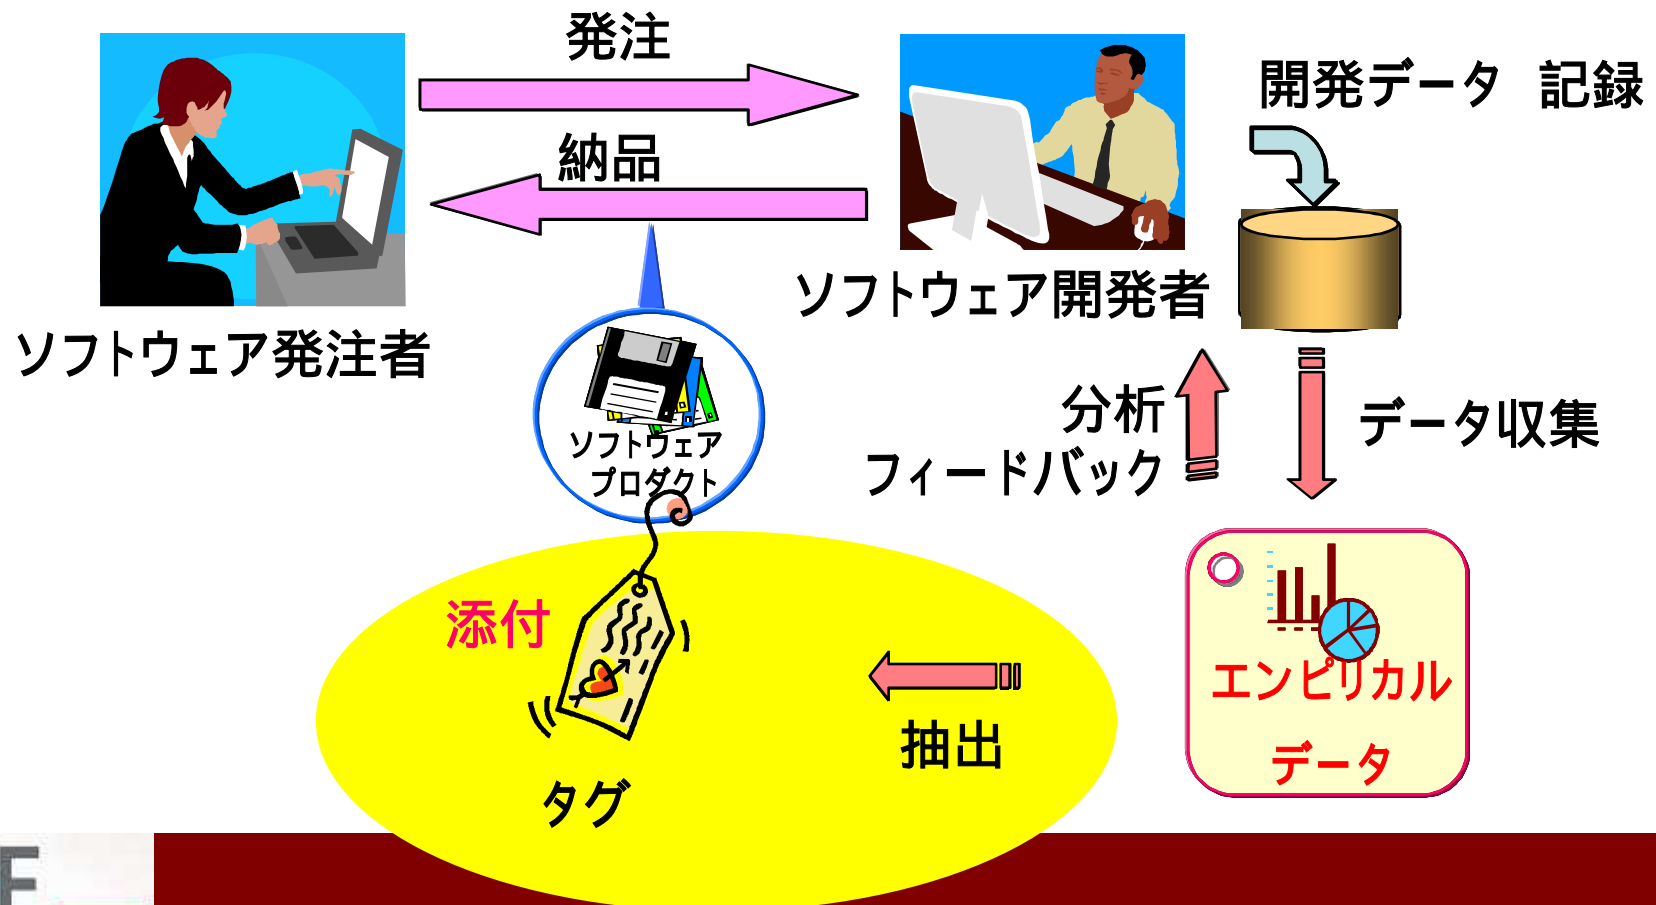 発注
開発データ　記録
納品
ソフトウェア開発者
ソフトウェア発注者
分析
フィードバック
データ収集
ソフトウェア
プロダクト
添付
エンピリカル
データ
抽出
タグ
F